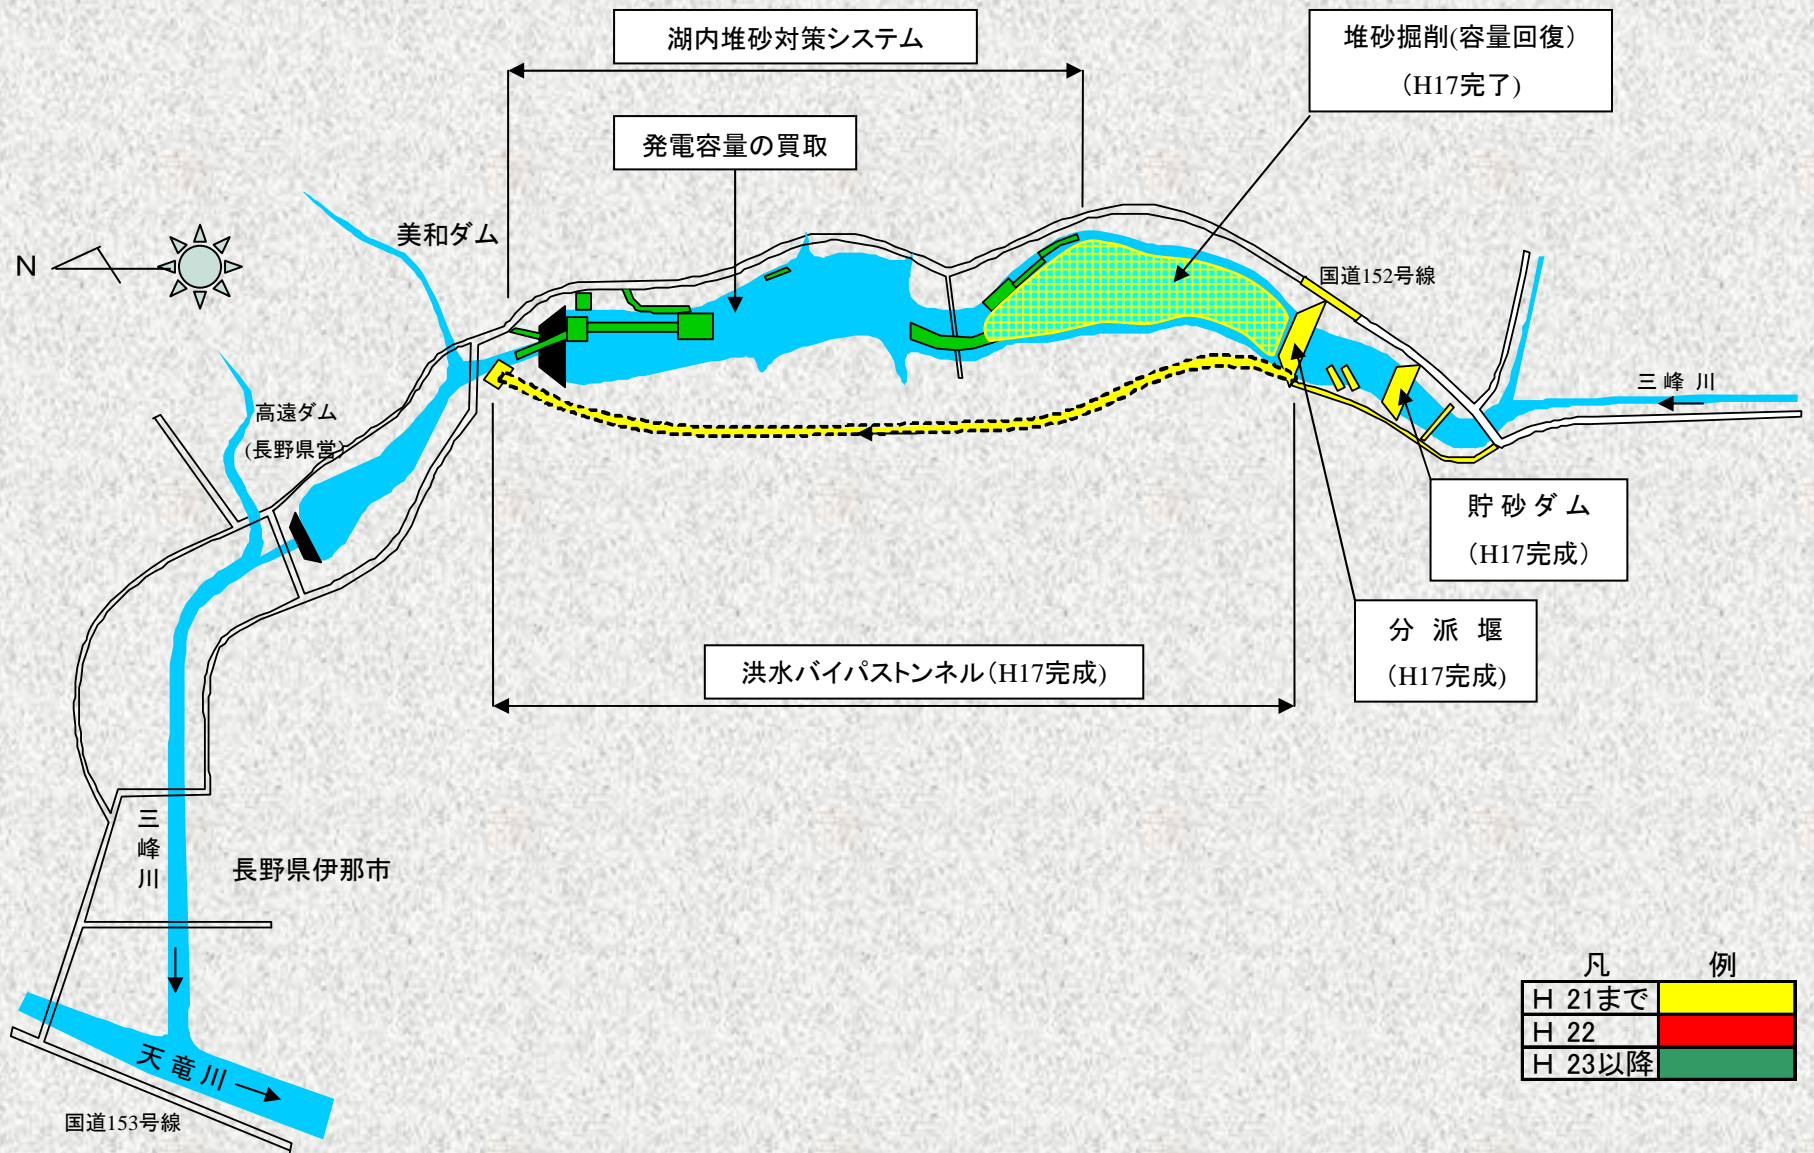 湖内堆砂対策システム
堆砂掘削(容量回復)
(H17完了)
発電容量の買取
美和ダム
N
国道152号線
三峰川
高遠ダム
(長野県営)
貯砂ダム
(H17完成)
分派堰
(H17完成)
洪水バイパストンネル(H17完成)
三峰川
長野県伊那市
天竜川
国道153号線
凡例
H 21まで
H 22
H 23以降